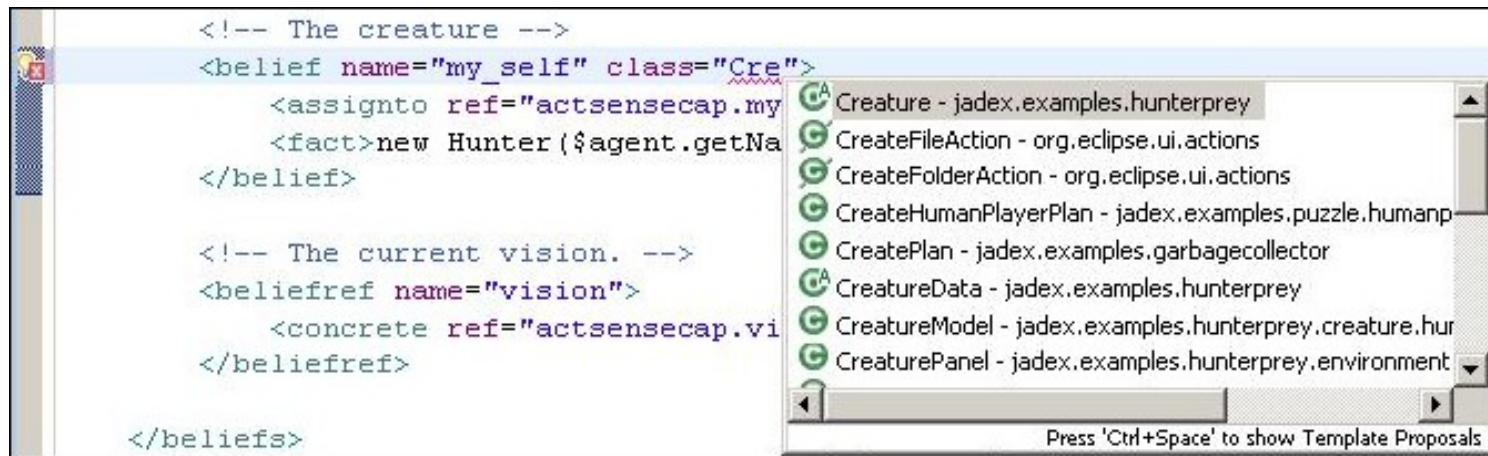 <!-- The creature -->
<belief name="my_self" class="Cre">
<assignto ref="actsensecap.my
<fact>new Hunter($agent.getNa
</belief>
<!-- The current vision. -->
<beliefref name="vision">
<concrete ref="actsensecap.vi
</beliefref>
</beliefs>
Creature - jadex.examples.hunterprey
CreateFileAction - org.eclipse.ui.actions
CreateFolderAction - org.eclipse.ui.actions
CreateHumanPlayerPlan - jadex.examples.puzzle.humanp
CreatePlan - jadex.examples.garbagecollector
CreatureData - jadex.examples.hunterprey
CreatureModel - jadex.examples.hunterprey.creature.hur
CreaturePanel - jadex.examples.hunterprey.environment
Press 'Ctrl+Space' to show Template Proposals